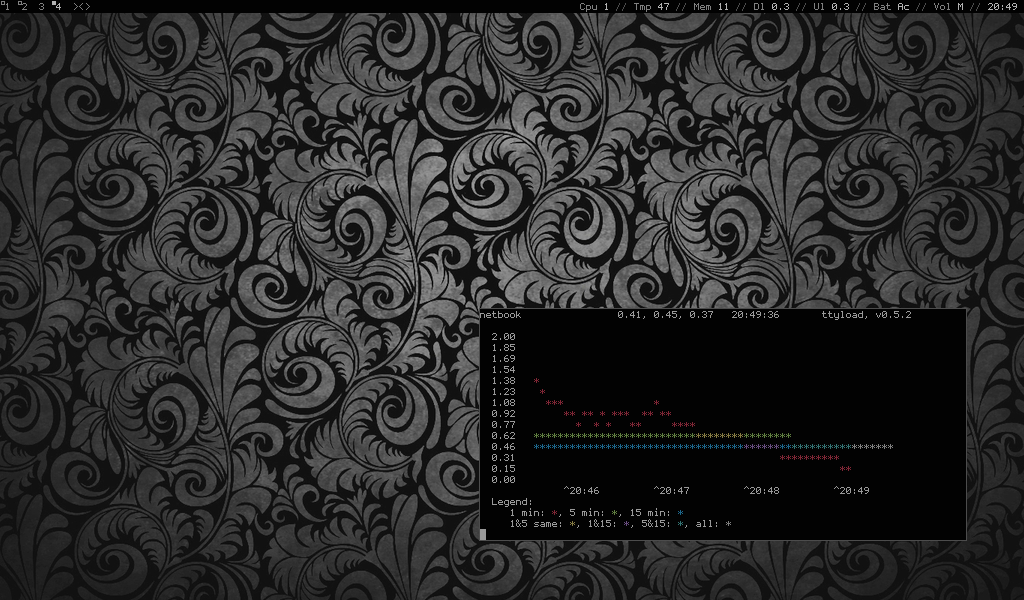 1 2 3 4 ><> Cpu 1 // Tmp 47 // Mem 11 // Dl 0.3 // Ul 0.3 // Bat Ac // Vol M // 20:49
netbook 0.41, 0.45, 0.37 20:49:36 ttyload, v0.5.2
2.00
1.85
1.69
1.54
1.38 *
1.23 *
1.08 *** *
0.92 ** ** * *** ** **
0.77 * * * ** ****
0.62 *******************************************
0.46 ************************************************************
0.31 **********
0.15 **
0.00
^20:46 ^20:47 ^20:48 ^20:49
Legend:
1 min: *, 5 min: *, 15 min: *
1&5 same: *, 1&15: *, 5&15: *, all: *